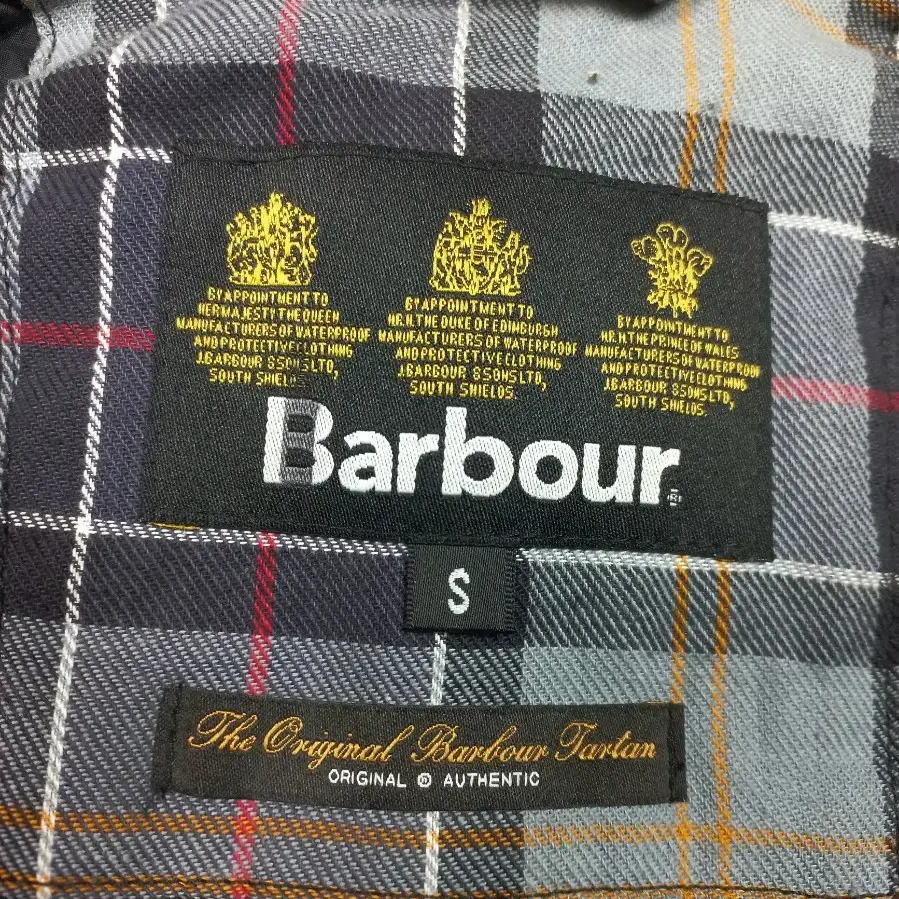 BY APPOINTMENT TO
HER MAJESTY THE QUEEN
MANUFACTURERS OF WATERPROOF
AND PROTECTIVE CLOTHING
J.BARBOUR & SONS LTD,
SOUTH SHIELDS
BY APPOINTMENT TO
H.R.H. THE DUKE OF EDINBURGH
MANUFACTURERS OF WATERPROOF
AND PROTECTIVE CLOTHING
J.BARBOUR & SONS LTD,
SOUTH SHIELDS
BY APPOINTMENT TO
H.R.H. THE PRINCE OF WALES
MANUFACTURERS OF WATERPROOF
AND PROTECTIVE CLOTHING
J.BARBOUR & SONS LTD,
SOUTH SHIELDS
Barbour®
S
The Original Barbour Tartan
ORIGINAL ® AUTHENTIC